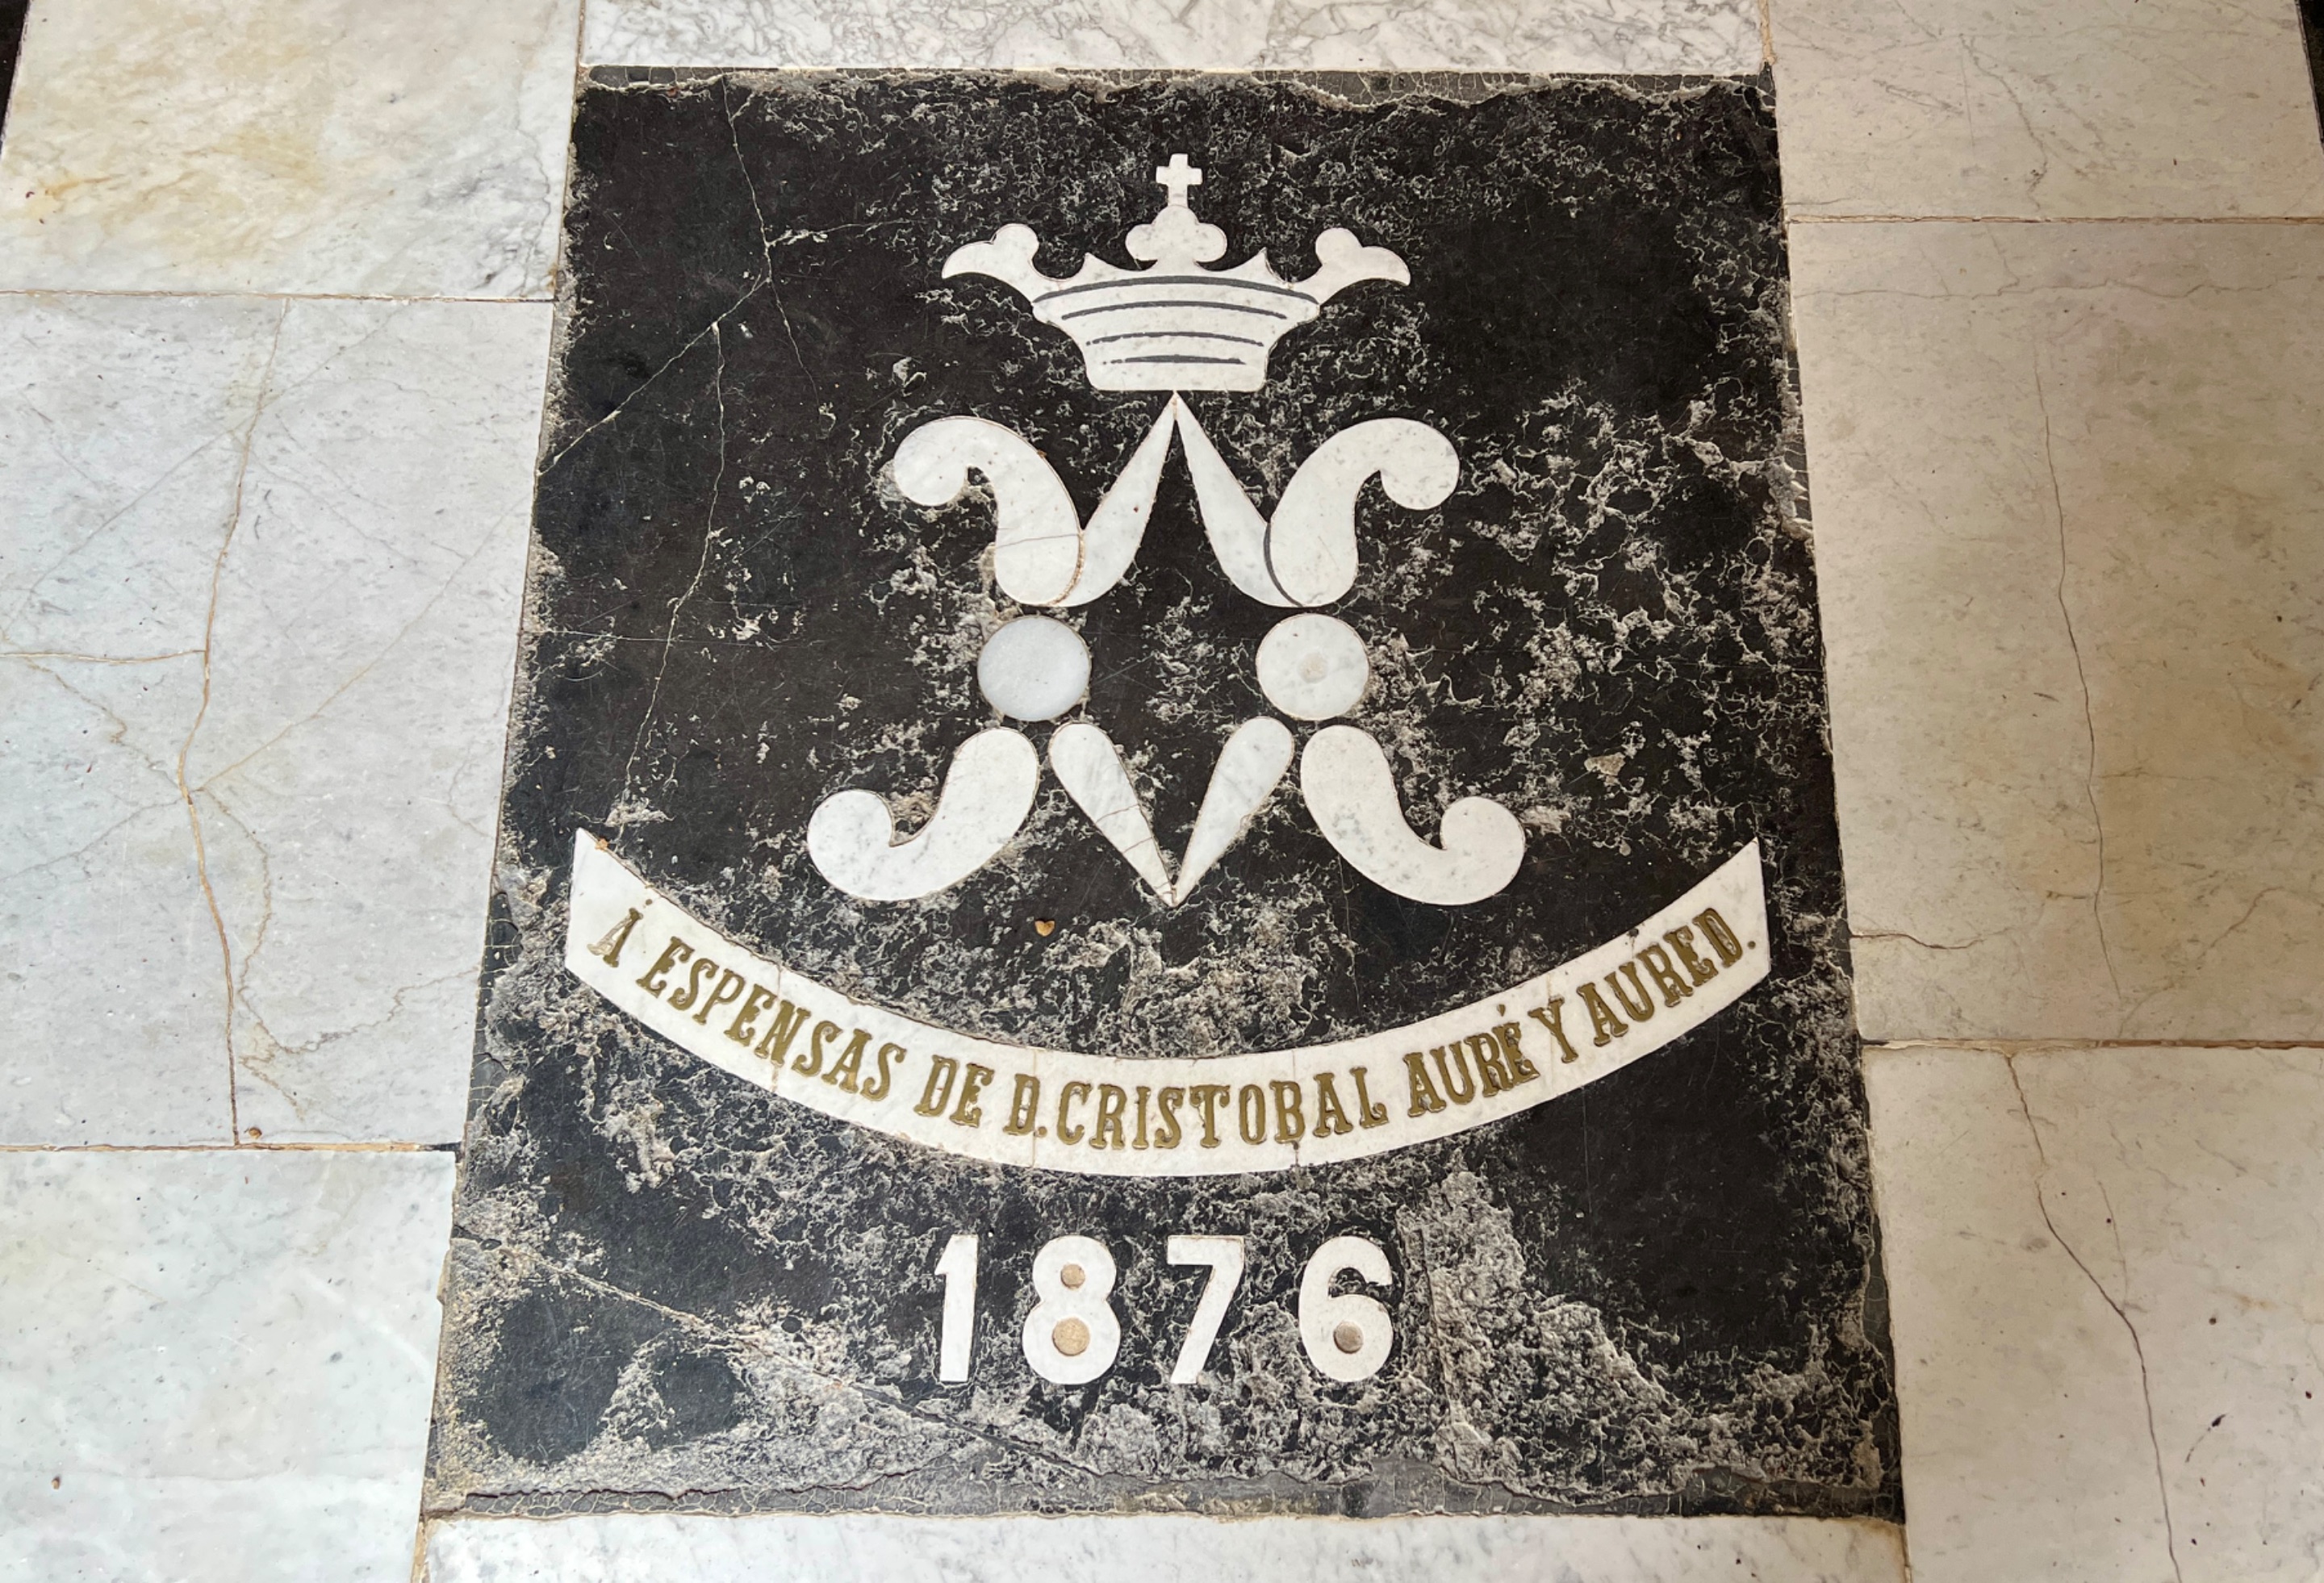 Á ESPENSAS DE D. CRISTOBAL AURÉ Y AURED.
1876